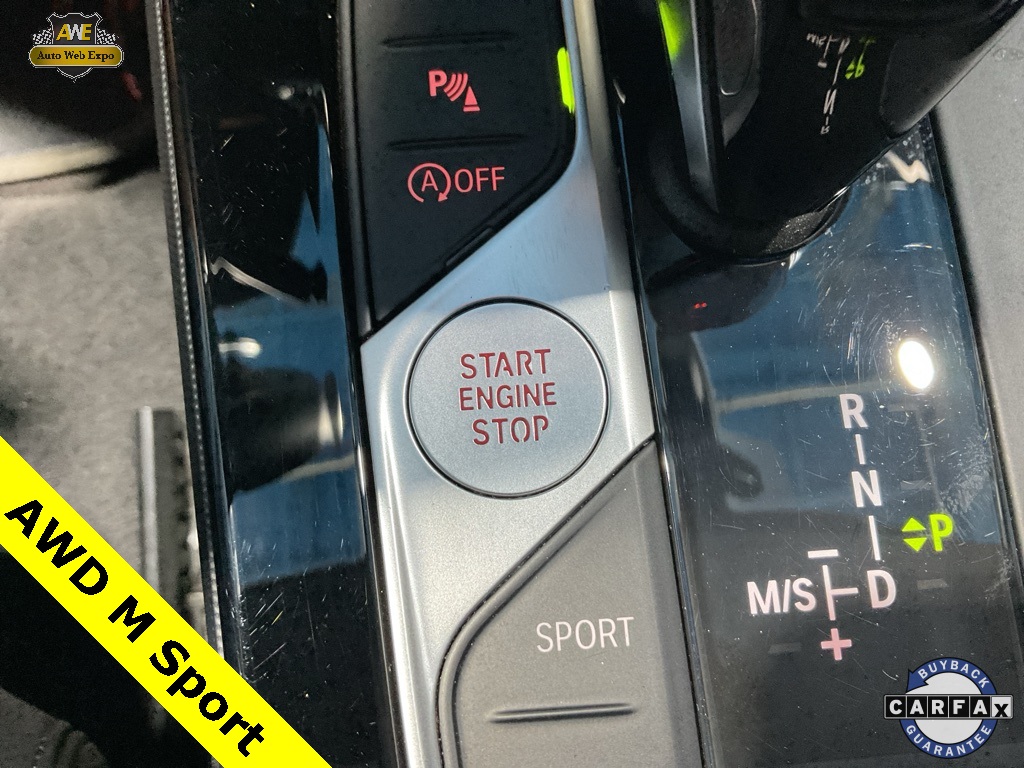 AWE
Auto Web Expo
P
A OFF
START
ENGINE
STOP
SPORT
R
N
P
M/S D
+
AWD M Sport
BUYBACK
CARFAX
GUARANTEE